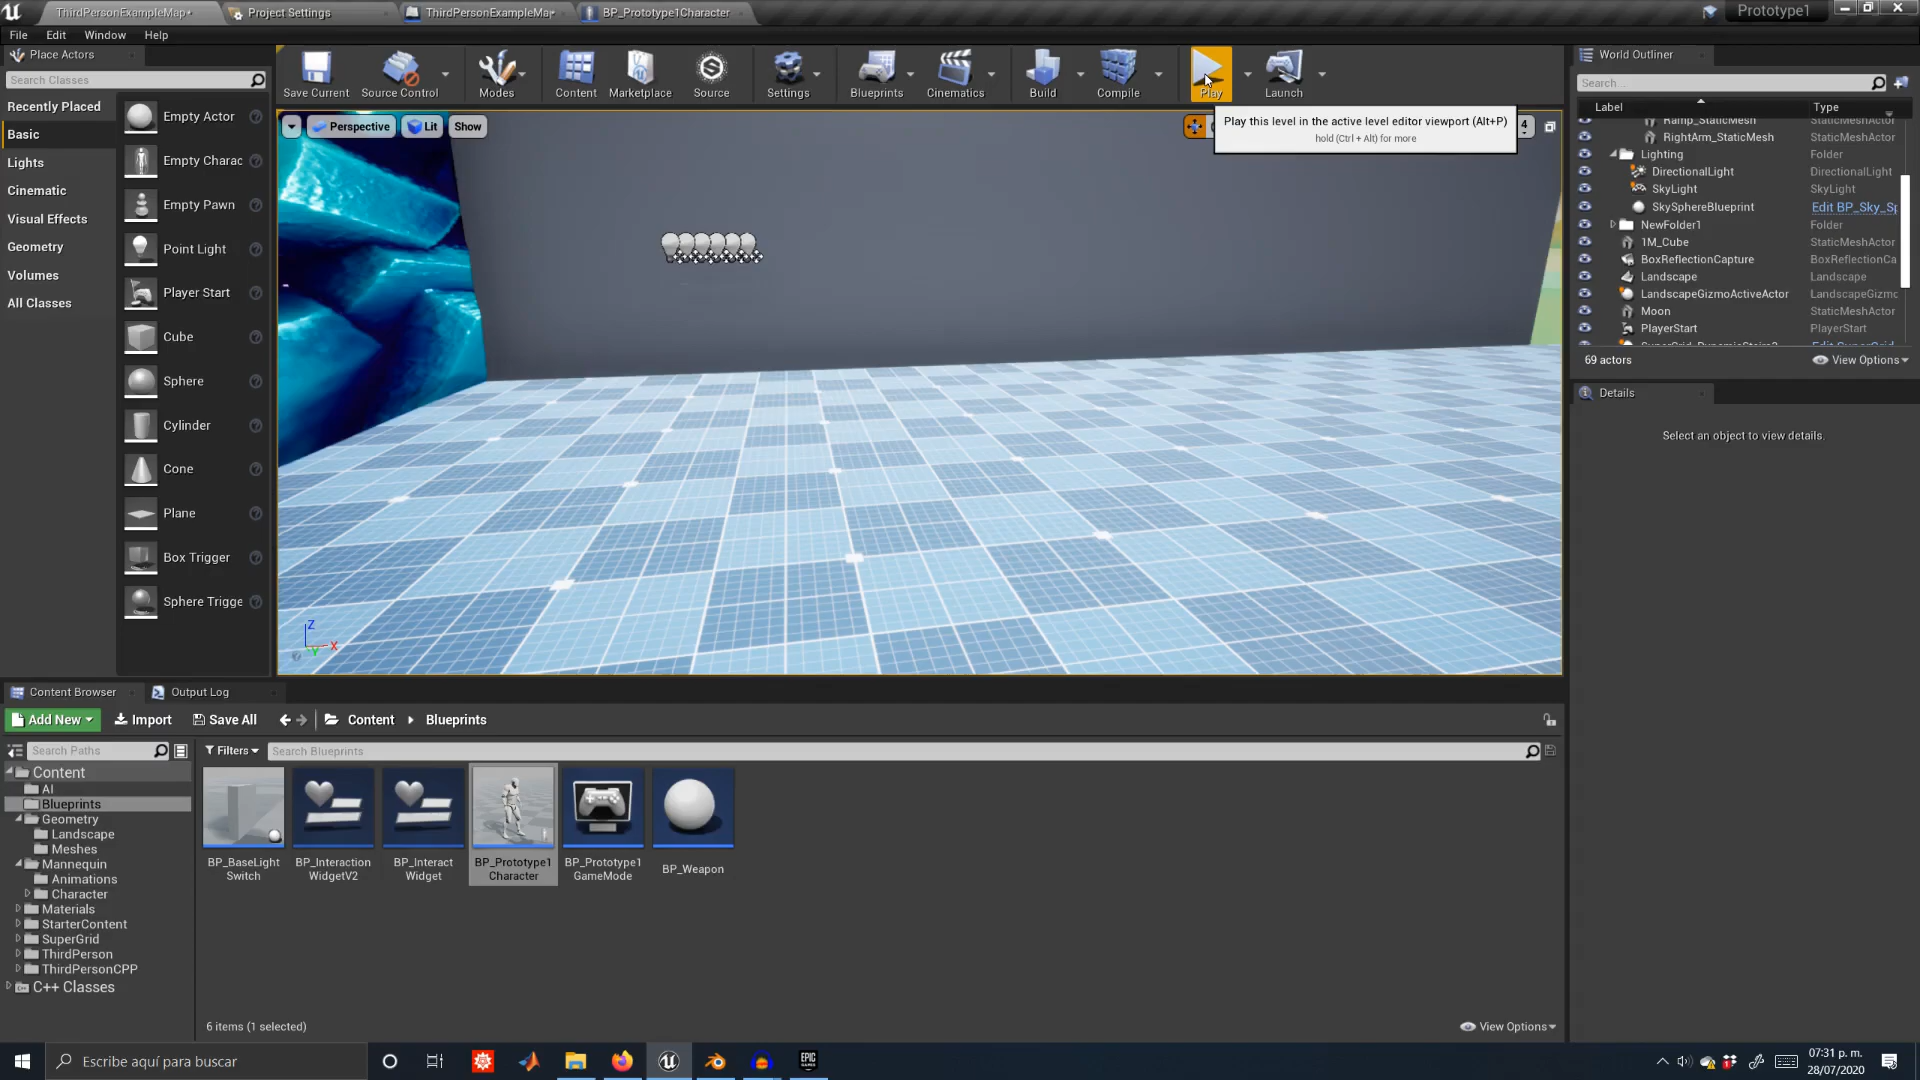 ThirdPersonExampleMap•
Project Settings
ThirdPersonExampleMap•
BP_Prototype1Character
Prototype1
File
Edit
Window
Help
Place Actors
Search Classes
Recently Placed
Basic
Lights
Cinematic
Visual Effects
Geometry
Volumes
All Classes
Empty Actor
Empty Charac
Empty Pawn
Point Light
Player Start
Cube
Sphere
Cylinder
Cone
Plane
Box Trigger
Sphere Trigge
Save Current
Source Control
Modes
Content
Marketplace
Source
Settings
Blueprints
Cinematics
Build
Compile
Play
Launch
Perspective
Lit
Show
4
Play this level in the active level editor viewport (Alt+P)
hold (Ctrl + Alt) for more
Z
X
Y
World Outliner
Search...
Label
Type
Ramp_StaticMesh StaticMeshActor
RightArm_StaticMesh StaticMeshActor
Lighting Folder
DirectionalLight DirectionalLight
SkyLight SkyLight
SkySphereBlueprint Edit BP_Sky_Sp
NewFolder1 Folder
1M_Cube StaticMeshActor
BoxReflectionCapture BoxReflectionCa
Landscape Landscape
LandscapeGizmoActiveActor LandscapeGizmo
Moon StaticMeshActor
PlayerStart PlayerStart
69 actors
View Options
Details
Select an object to view details.
Content Browser
Output Log
Add New
Import
Save All
Content
Blueprints
Search Paths
Filters
Search Blueprints
Content
AI
Blueprints
Geometry
Landscape
Meshes
Mannequin
Animations
Character
Materials
StarterContent
SuperGrid
ThirdPerson
ThirdPersonCPP
C++ Classes
BP_BaseLight
Switch
BP_Interaction
WidgetV2
BP_Interact
Widget
BP_Prototype1
Character
BP_Prototype1
GameMode
BP_Weapon
6 items (1 selected)
View Options
Escribe aquí para buscar
EPIC
GAMES
07:31 p. m.
28/07/2020